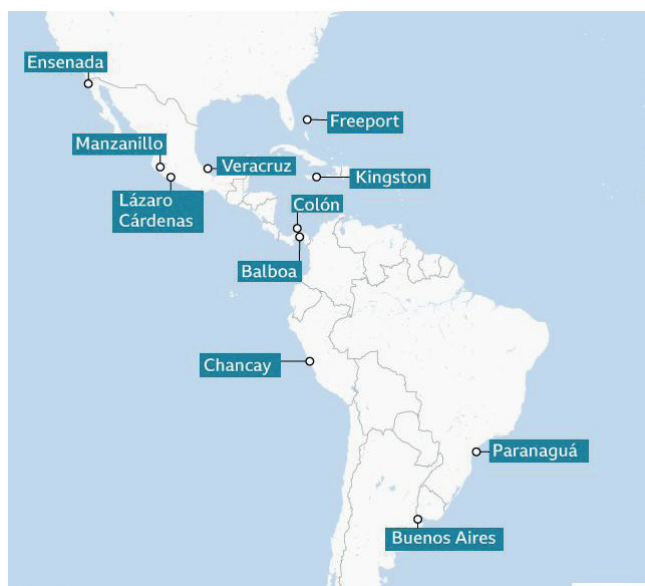 Ensenada
Freeport
Manzanillo
Veracruz
Kingston
Lázaro
Cárdenas
Colón
Balboa
Chancay
Paranaguá
Buenos Aires